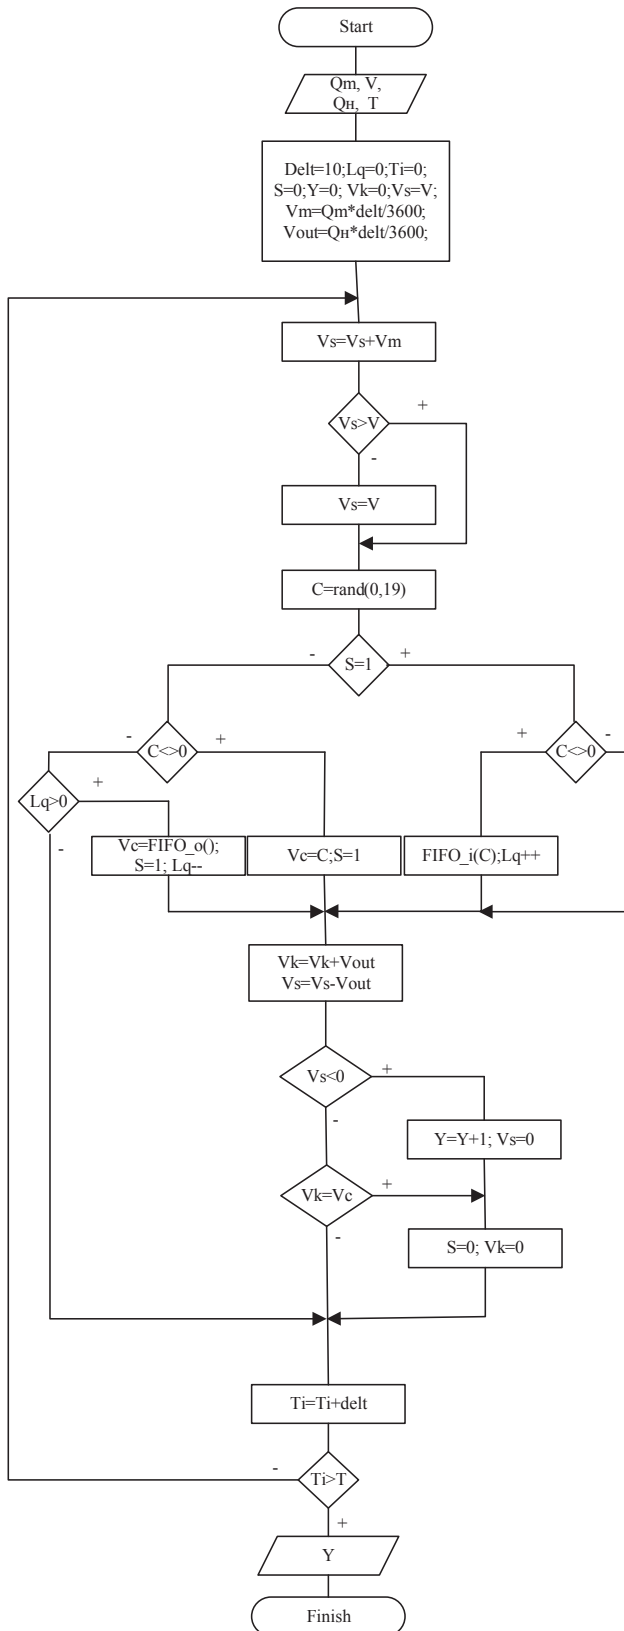 Start
Qm, V,
Qн, T
Delt=10;Lq=0;Ti=0;
S=0;Y=0; Vk=0;Vs=V;
Vm=Qm*delt/3600;
Vout=Qн*delt/3600;
Vs=Vs+Vm
+
Vs>V
-
Vs=V
C=rand(0,19)
-
S=1
+
-
C<>0
+
+
C<>0
-
Lq>0
+
-
Vc=FIFO_o();
S=1; Lq--
Vc=C;S=1
FIFO_i(C);Lq++
Vk=Vk+Vout
Vs=Vs-Vout
Vs<0
+
-
Y=Y+1; Vs=0
Vk=Vc
+
-
S=0; Vk=0
Ti=Ti+delt
-
Ti>T
+
Y
Finish